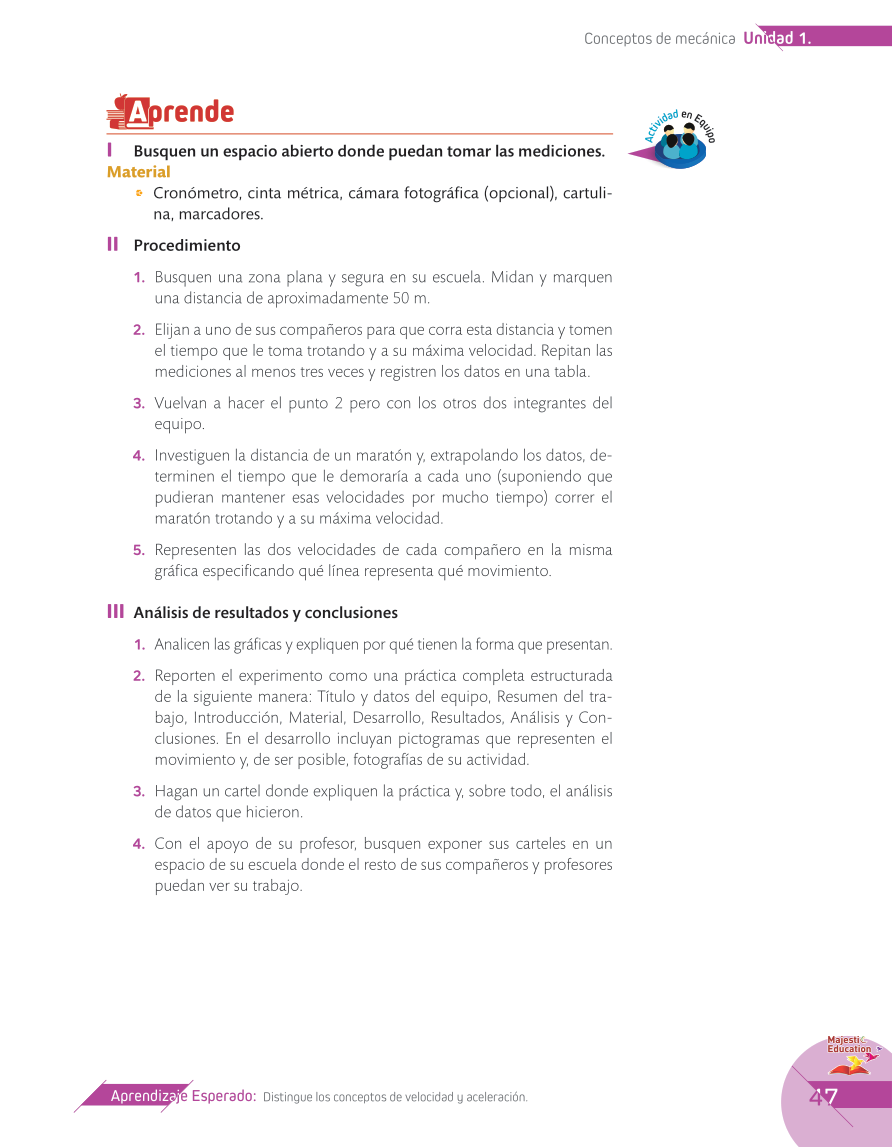 Conceptos de mecánica Unidad 1.
Aprende
Actividad en Equipo
I Busquen un espacio abierto donde puedan tomar las mediciones.
Material
Cronómetro, cinta métrica, cámara fotográfica (opcional), cartuli-
na, marcadores.
II Procedimiento
1. Busquen una zona plana y segura en su escuela. Midan y marquen
una distancia de aproximadamente 50 m.
2. Elijan a uno de sus compañeros para que corra esta distancia y tomen
el tiempo que le toma trotando y a su máxima velocidad. Repitan las
mediciones al menos tres veces y registren los datos en una tabla.
3. Vuelvan a hacer el punto 2 pero con los otros dos integrantes del
equipo.
4. Investiguen la distancia de un maratón y, extrapolando los datos, de-
terminen el tiempo que le demoraría a cada uno (suponiendo que
pudieran mantener esas velocidades por mucho tiempo) correr el
maratón trotando y a su máxima velocidad.
5. Representen las dos velocidades de cada compañero en la misma
gráfica especificando qué línea representa qué movimiento.
III Análisis de resultados y conclusiones
1. Analicen las gráficas y expliquen por qué tienen la forma que presentan.
2. Reporten el experimento como una práctica completa estructurada
de la siguiente manera: Título y datos del equipo, Resumen del tra-
bajo, Introducción, Material, Desarrollo, Resultados, Análisis y Con-
clusiones. En el desarrollo incluyan pictogramas que representen el
movimiento y, de ser posible, fotografías de su actividad.
3. Hagan un cartel donde expliquen la práctica y, sobre todo, el análisis
de datos que hicieron.
4. Con el apoyo de su profesor, busquen exponer sus carteles en un
espacio de su escuela donde el resto de sus compañeros y profesores
puedan ver su trabajo.
Majestic
Education
Aprendizaje Esperado: Distingue los conceptos de velocidad y aceleración.
47